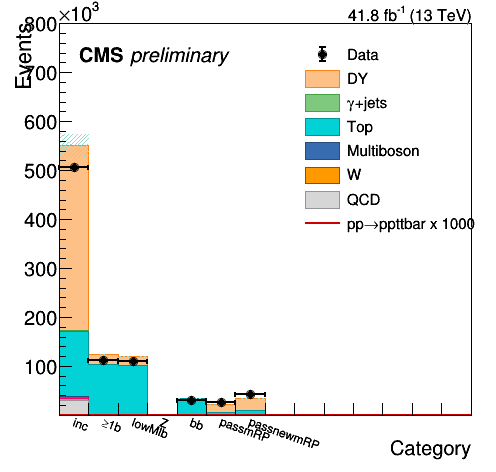 ×10³
41.8 fb⁻¹ (13 TeV)
Events
CMS preliminary
800
700
600
500
400
300
200
100
Data
DY
γ+jets
Top
Multiboson
W
QCD
pp→ppttbar x 1000
inc
≥1b
lowMlb
Z
bb
passmRP
passnewmRP
Category